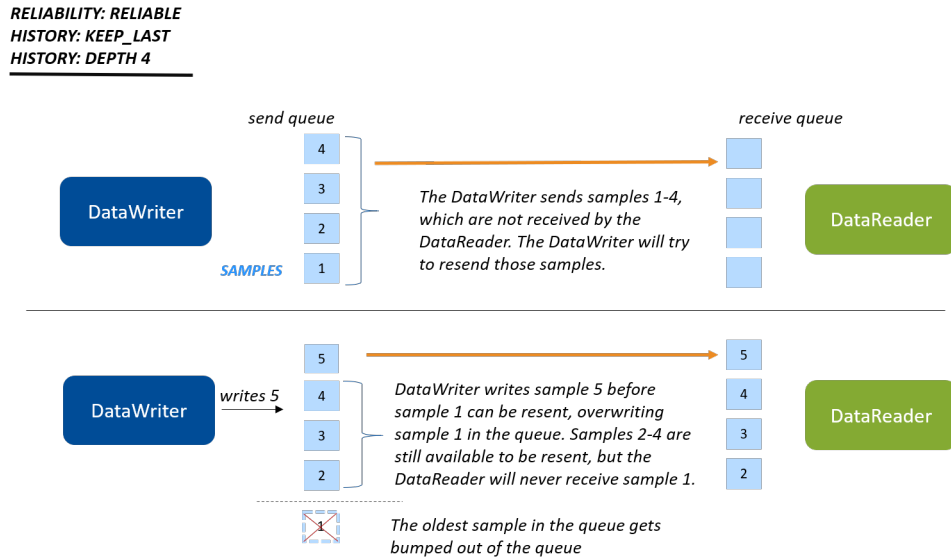 RELIABILITY: RELIABLE
HISTORY: KEEP_LAST
HISTORY: DEPTH 4
send queue
receive queue
4
3
2
1
DataWriter
SAMPLES
The DataWriter sends samples 1-4,
which are not received by the
DataReader. The DataWriter will try
to resend those samples.
DataReader
5
4
3
2
1
DataWriter
writes 5
DataWriter writes sample 5 before
sample 1 can be resent, overwriting
sample 1 in the queue. Samples 2-4 are
still available to be resent, but the
DataReader will never receive sample 1.
5
4
3
2
DataReader
The oldest sample in the queue gets
bumped out of the queue